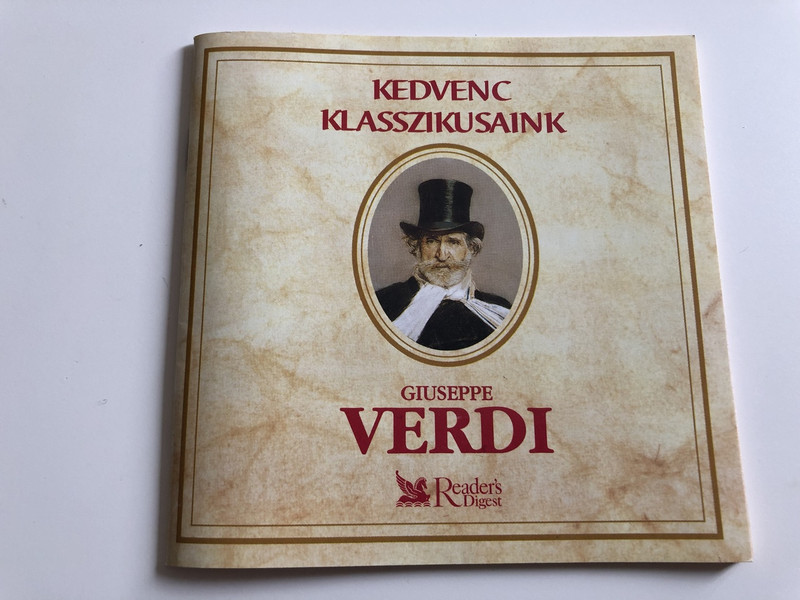 KEDVENC
KLASSZIKUSAINK
GIUSEPPE
VERDI
Reader's
Digest